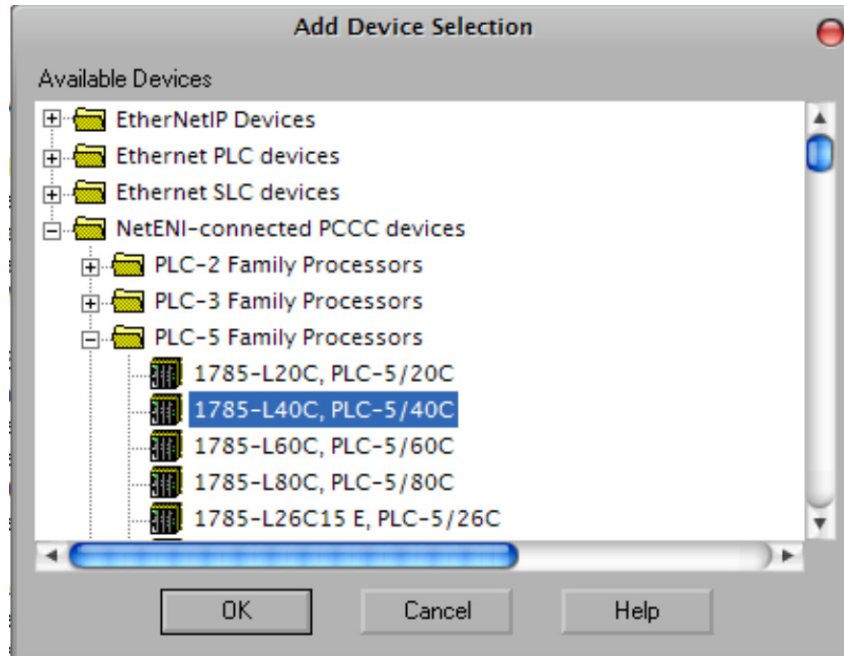 Add Device Selection
Available Devices
EtherNetIP Devices
Ethernet PLC devices
Ethernet SLC devices
NetENI-connected PCCC devices
PLC-2 Family Processors
PLC-3 Family Processors
PLC-5 Family Processors
1785-L20C, PLC-5/20C
1785-L40C, PLC-5/40C
1785-L60C, PLC-5/60C
1785-L80C, PLC-5/80C
1785-L26C15 E, PLC-5/26C
OK Cancel Help